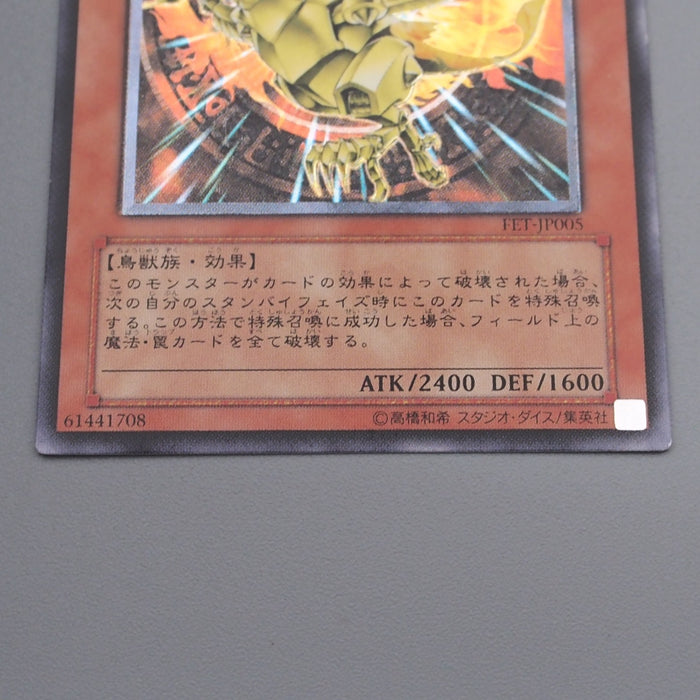 FET-JP005
【鳥獣族・効果】
このモンスターがカードの効果によって破壊された場合、
次の自分のスタンバイフェイズ時にこのカードを特殊召喚
する。この方法で特殊召喚に成功した場合、フィールド上の
魔法・罠カードを全て破壊する。
ATK/2400 DEF/1600
61441708 ©高橋和希 スタジオ・ダイス/集英社